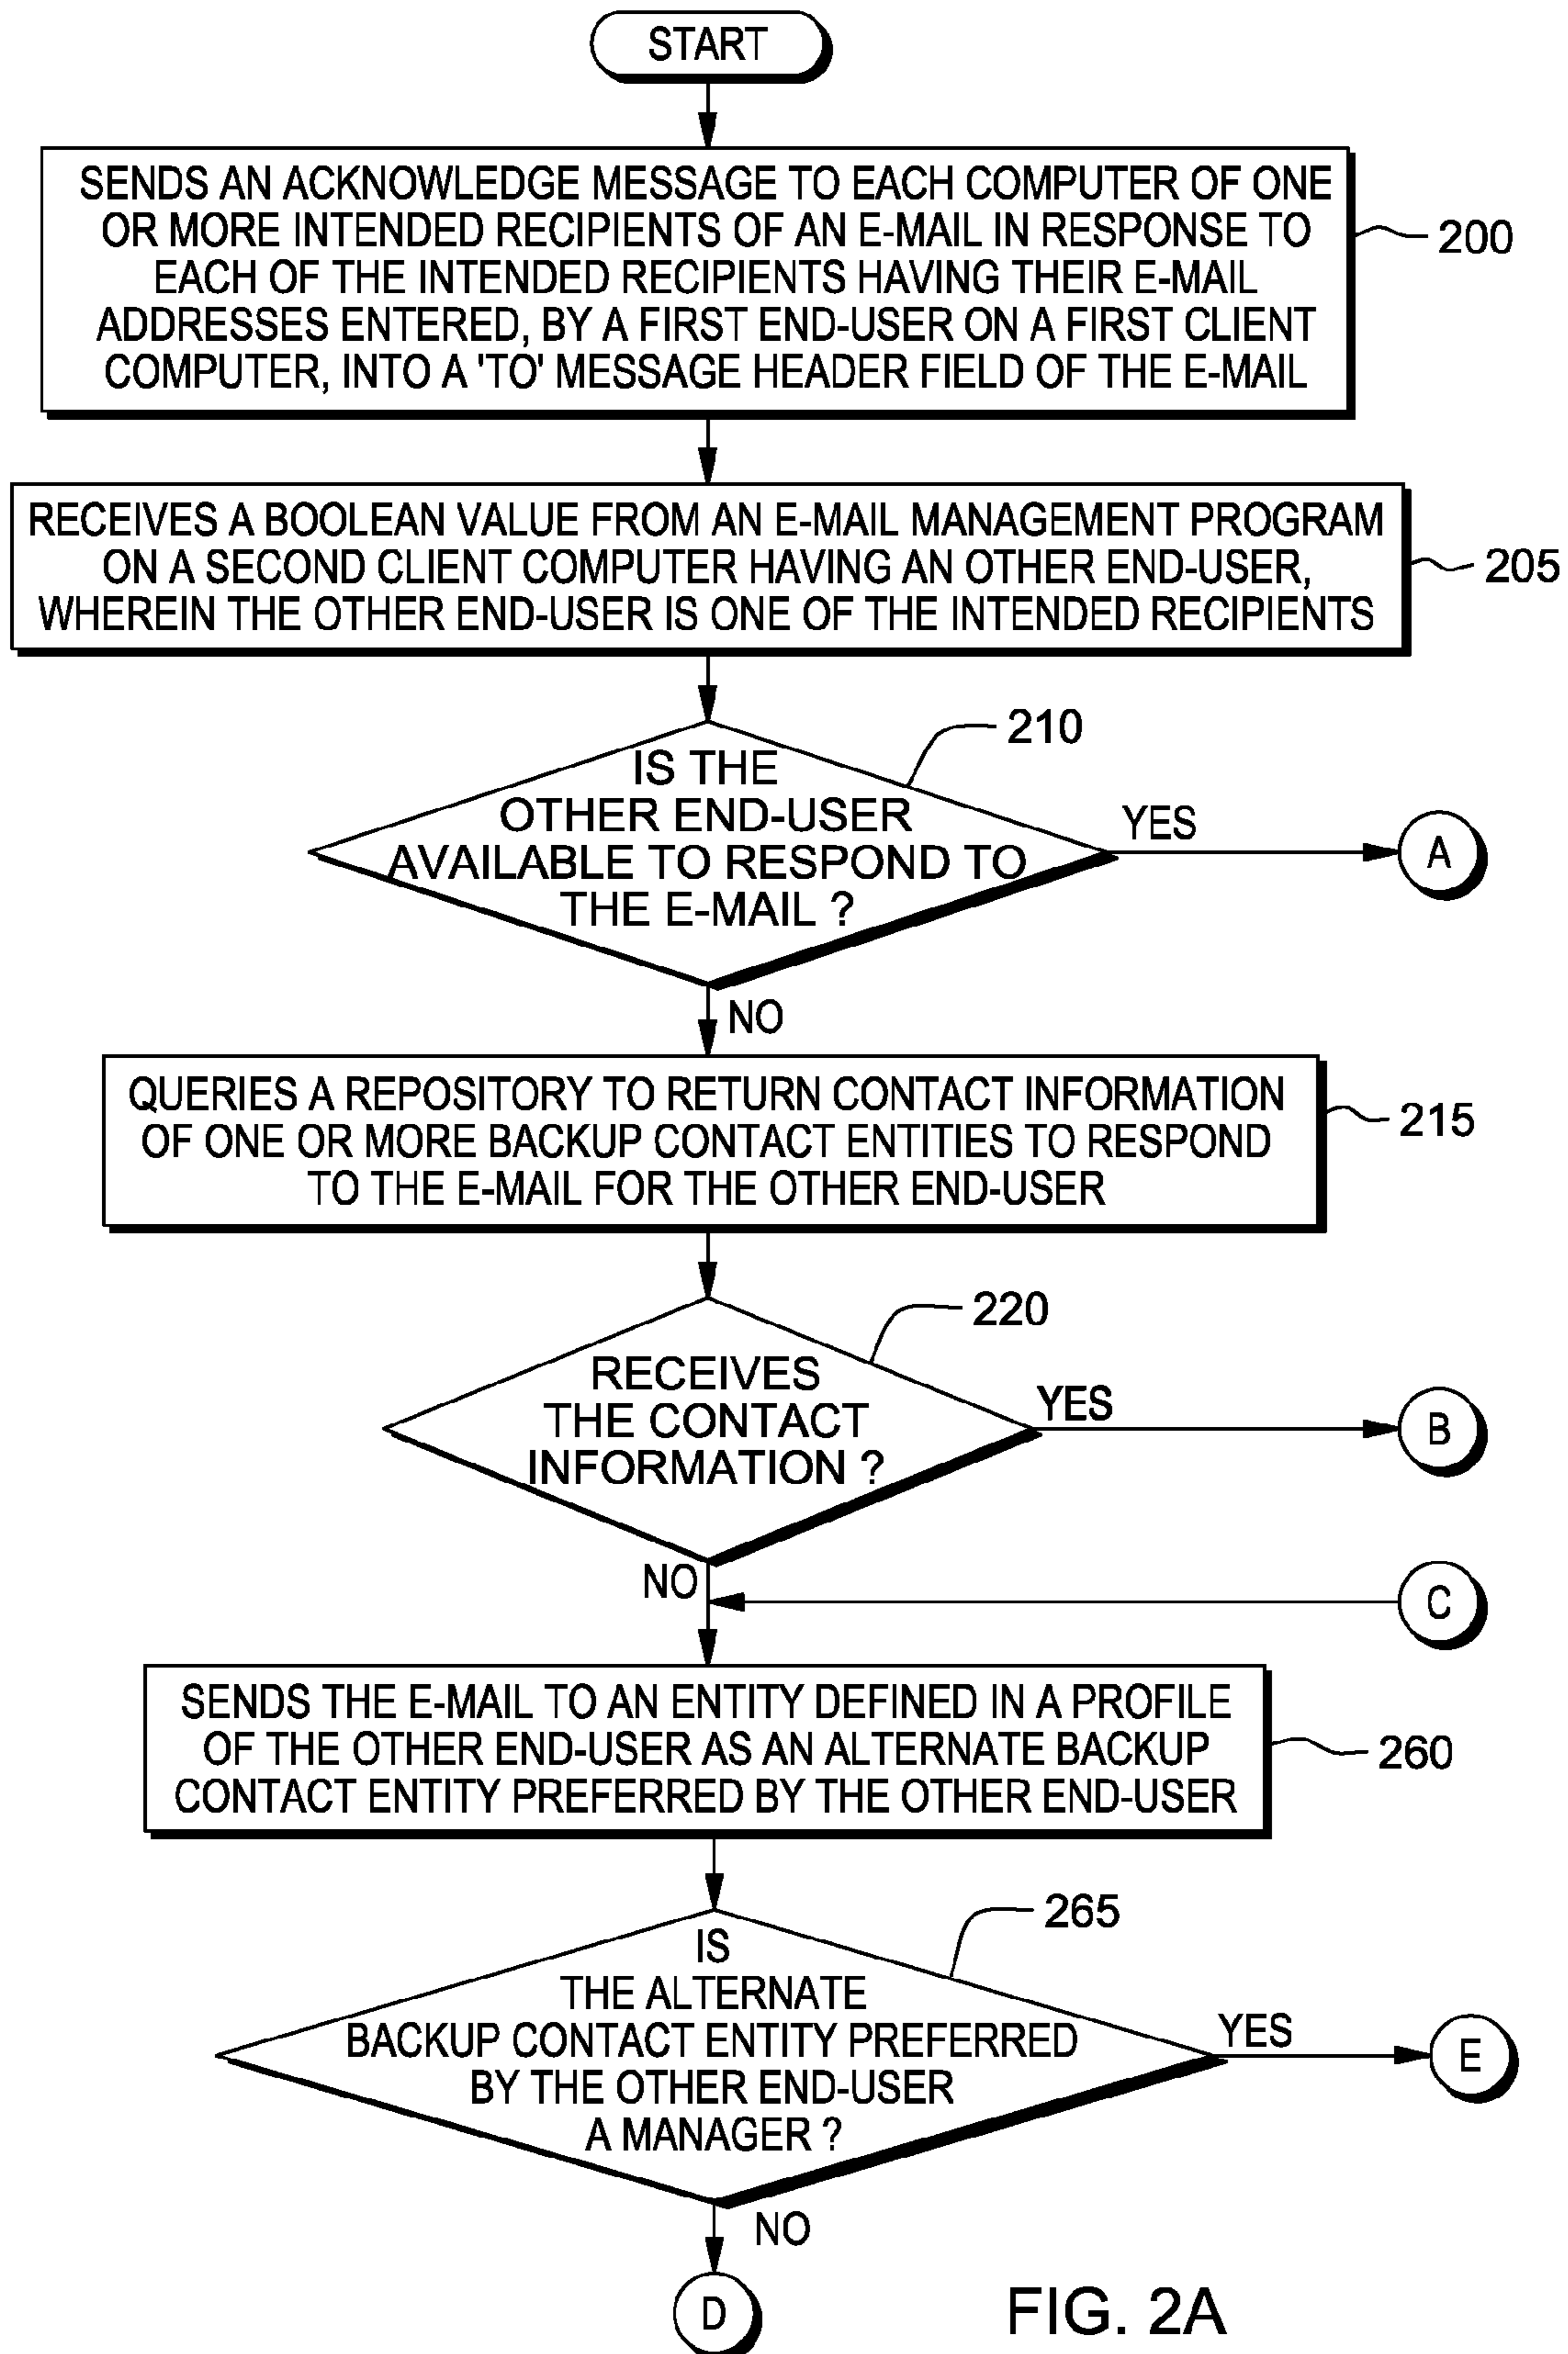 START
SENDS AN ACKNOWLEDGE MESSAGE TO EACH COMPUTER OF ONE
OR MORE INTENDED RECIPIENTS OF AN E-MAIL IN RESPONSE TO
EACH OF THE INTENDED RECIPIENTS HAVING THEIR E-MAIL
ADDRESSES ENTERED, BY A FIRST END-USER ON A FIRST CLIENT
COMPUTER, INTO A 'TO' MESSAGE HEADER FIELD OF THE E-MAIL
200
RECEIVES A BOOLEAN VALUE FROM AN E-MAIL MANAGEMENT PROGRAM
ON A SECOND CLIENT COMPUTER HAVING AN OTHER END-USER,
WHEREIN THE OTHER END-USER IS ONE OF THE INTENDED RECIPIENTS
205
210
IS THE
OTHER END-USER
AVAILABLE TO RESPOND TO
THE E-MAIL ?
YES
A
NO
QUERIES A REPOSITORY TO RETURN CONTACT INFORMATION
OF ONE OR MORE BACKUP CONTACT ENTITIES TO RESPOND
TO THE E-MAIL FOR THE OTHER END-USER
215
220
RECEIVES
THE CONTACT
INFORMATION ?
YES
B
NO
C
SENDS THE E-MAIL TO AN ENTITY DEFINED IN A PROFILE
OF THE OTHER END-USER AS AN ALTERNATE BACKUP
CONTACT ENTITY PREFERRED BY THE OTHER END-USER
260
265
IS
THE ALTERNATE
BACKUP CONTACT ENTITY PREFERRED
BY THE OTHER END-USER
A MANAGER ?
YES
E
NO
D
FIG. 2A